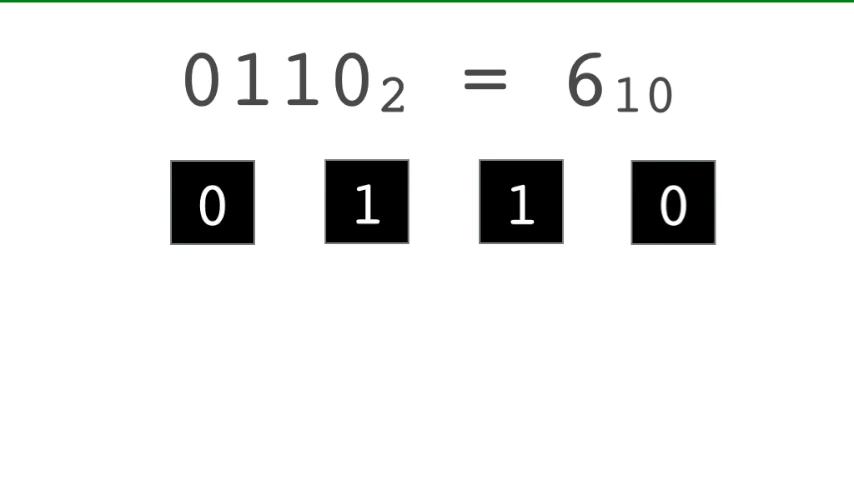 0110₂ = 6₁₀
0 1 1 0